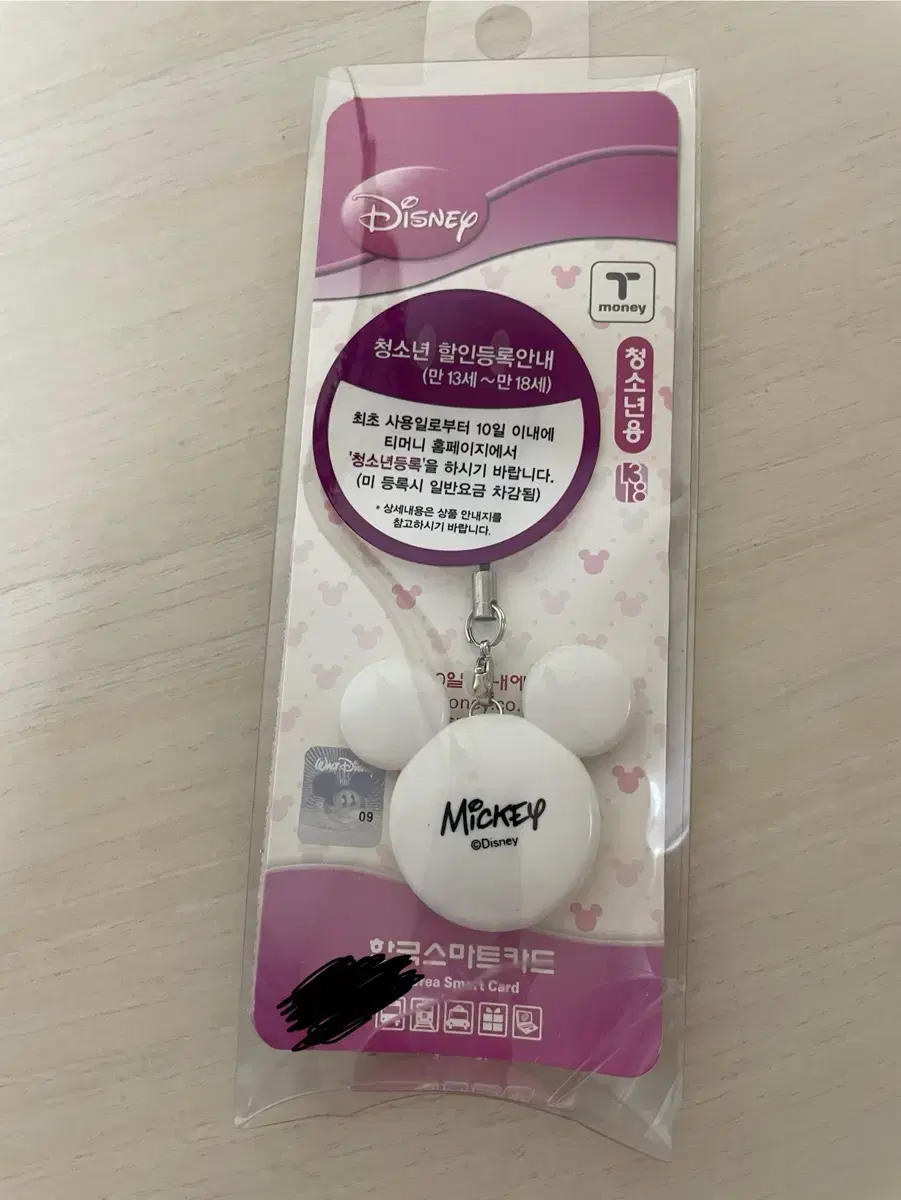 Disney
T
money
청소년용
13
18
청소년 할인등록안내
(만 13세 ~ 만 18세)
최초 사용일로부터 10일 이내에
티머니 홈페이지에서
'청소년등록'을 하시기 바랍니다.
(미 등록시 일반요금 차감됨)
* 상세내용은 상품 안내지를
참고하시기 바랍니다.
MiCKEY
©Disney
09
한국스마트카드
Smart Card